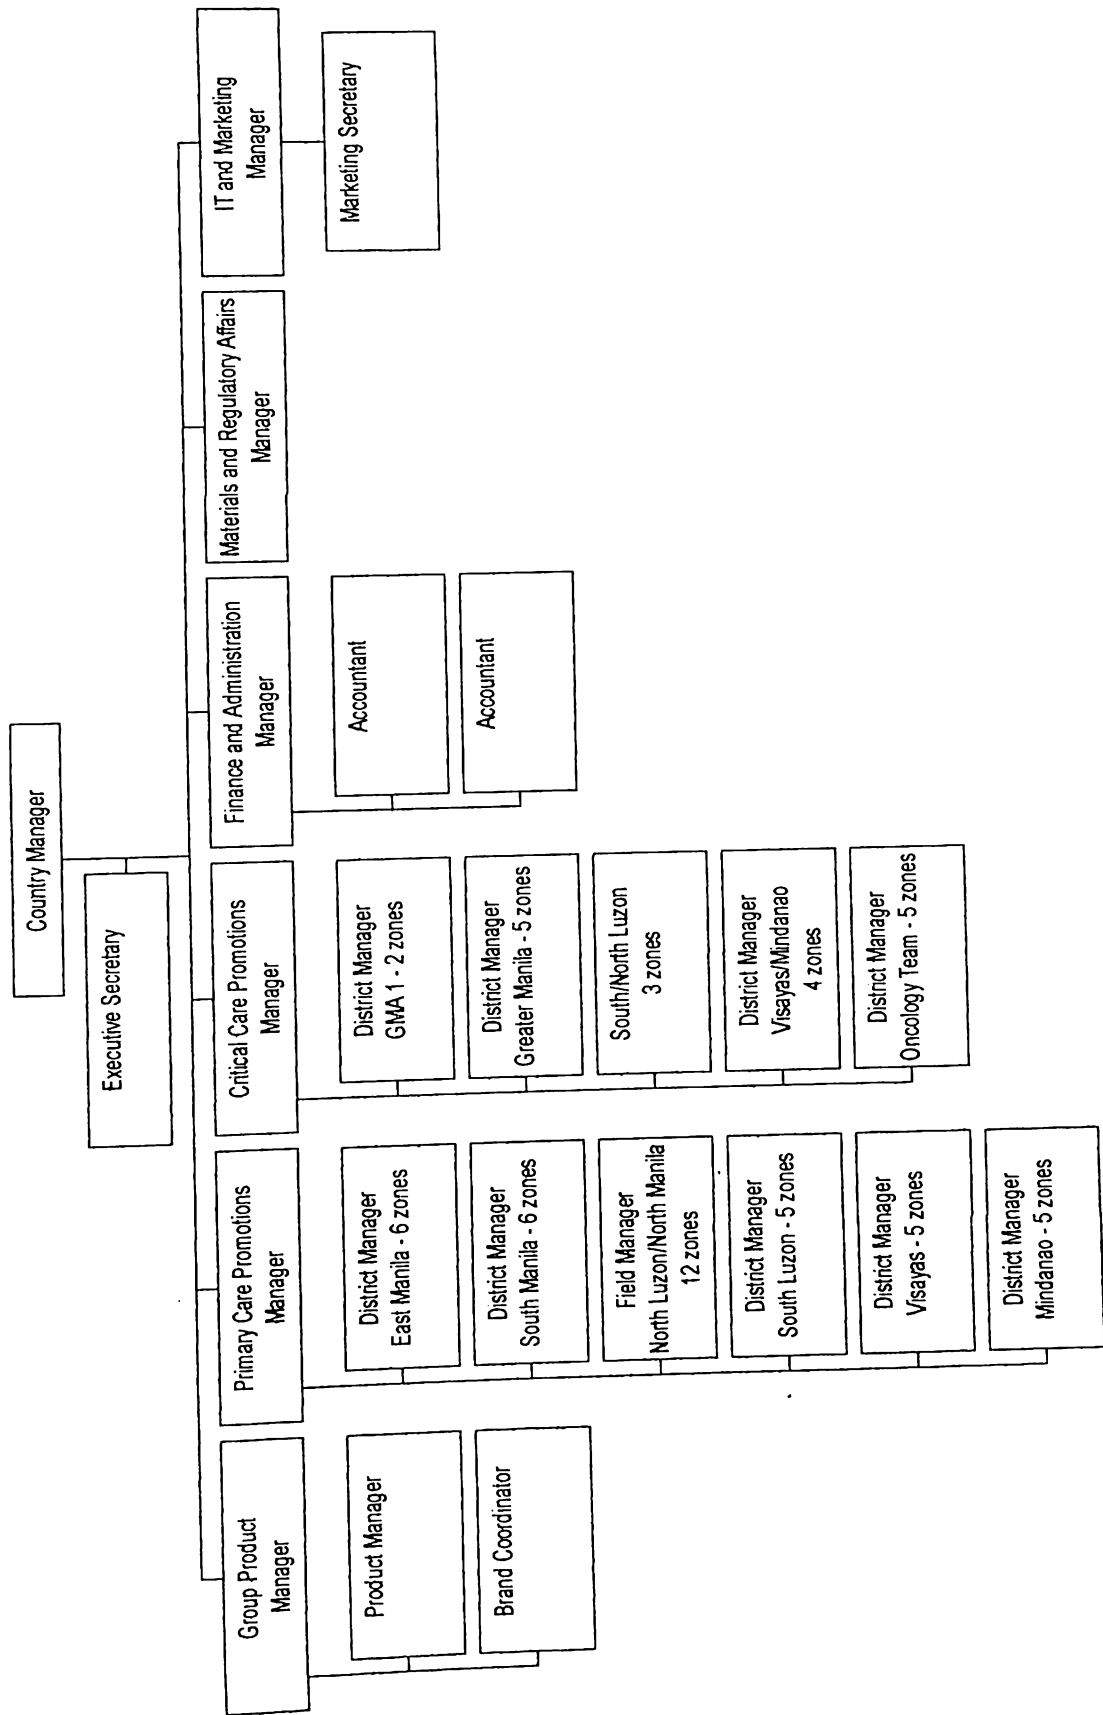 Country Manager
Executive Secretary
Group Product
Manager
Product Manager
Brand Coordinator
Primary Care Promotions
Manager
District Manager
East Manila - 6 zones
District Manager
South Manila - 6 zones
Field Manager
North Luzon/North Manila
12 zones
District Manager
South Luzon - 5 zones
District Manager
Visayas - 5 zones
District Manager
Mindanao - 5 zones
Critical Care Promotions
Manager
District Manager
GMA 1 - 2 zones
District Manager
Greater Manila - 5 zones
South/North Luzon
3 zones
District Manager
Visayas/Mindanao
4 zones
District Manager
Oncology Team - 5 zones
Finance and Administration
Manager
Accountant
Accountant
Materials and Regulatory Affairs
Manager
IT and Marketing
Manager
Marketing Secretary